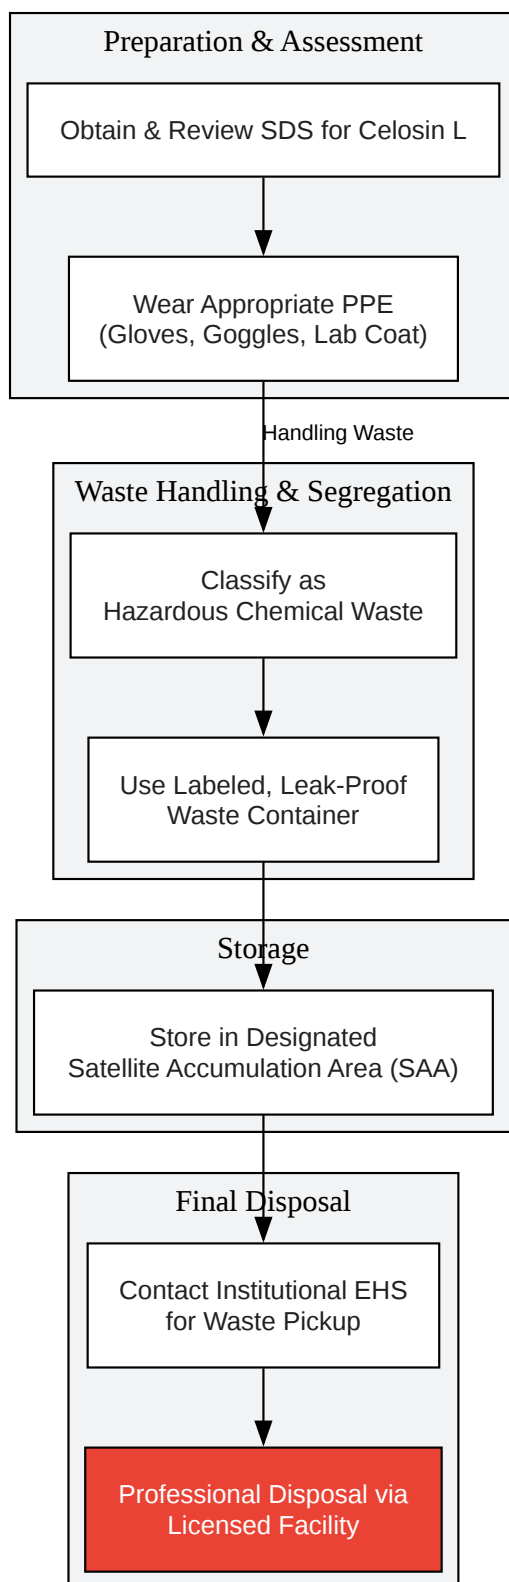 Preparation & Assessment
Obtain & Review SDS for Celosin L
Wear Appropriate PPE
(Gloves, Goggles, Lab Coat)
Handling Waste
Waste Handling & Segregation
Classify as
Hazardous Chemical Waste
Use Labeled, Leak-Proof
Waste Container
Storage
Store in Designated
Satellite Accumulation Area (SAA)
Final Disposal
Contact Institutional EHS
for Waste Pickup
Professional Disposal via
Licensed Facility